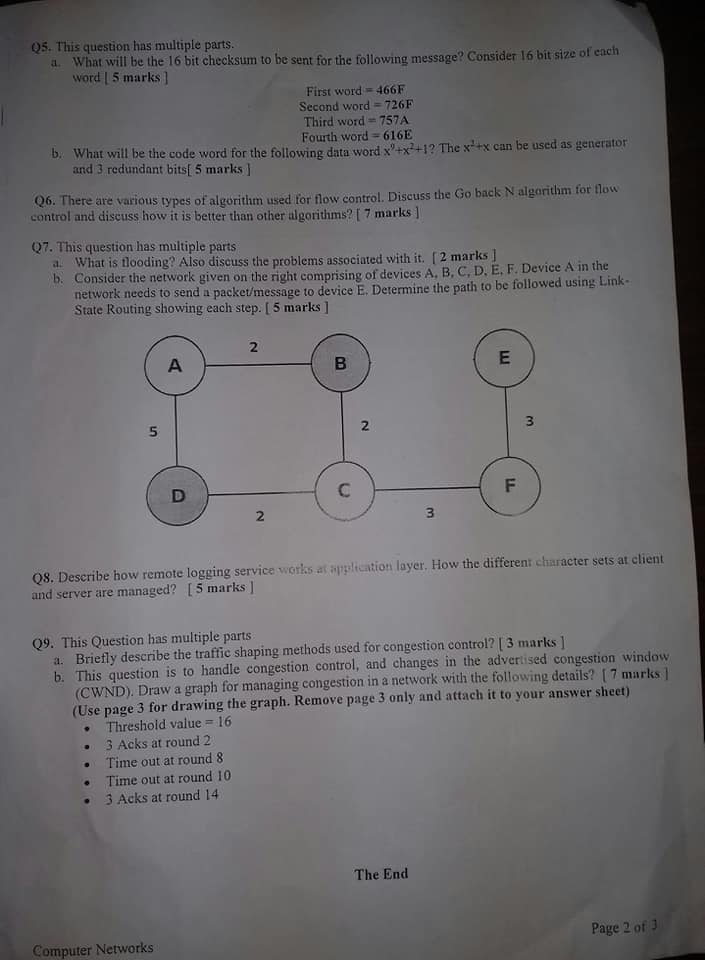 Q5. This question has multiple parts.
a. What will be the 16 bit checksum to be sent for the following message? Consider 16 bit size of each
word [ 5 marks ]
First word = 466F
Second word = 726F
Third word = 757A
Fourth word = 616E
b. What will be the code word for the following data word x⁹+x²+1? The x²+x can be used as generator
and 3 redundant bits[ 5 marks ]
Q6. There are various types of algorithm used for flow control. Discuss the Go back N algorithm for flow
control and discuss how it is better than other algorithms? [ 7 marks ]
Q7. This question has multiple parts
a. What is flooding? Also discuss the problems associated with it. [ 2 marks ]
b. Consider the network given on the right comprising of devices A, B, C, D, E, F. Device A in the
network needs to send a packet/message to device E. Determine the path to be followed using Link-
State Routing showing each step. [ 5 marks ]
A 2 B E
5 2 3
D 2 C 3 F
Q8. Describe how remote logging service works at application layer. How the different character sets at client
and server are managed? [ 5 marks ]
Q9. This Question has multiple parts
a. Briefly describe the traffic shaping methods used for congestion control? [ 3 marks ]
b. This question is to handle congestion control, and changes in the advertised congestion window
(CWND). Draw a graph for managing congestion in a network with the following details? [ 7 marks ]
(Use page 3 for drawing the graph. Remove page 3 only and attach it to your answer sheet)
• Threshold value = 16
• 3 Acks at round 2
• Time out at round 8
• Time out at round 10
• 3 Acks at round 14
The End
Page 2 of 3
Computer Networks